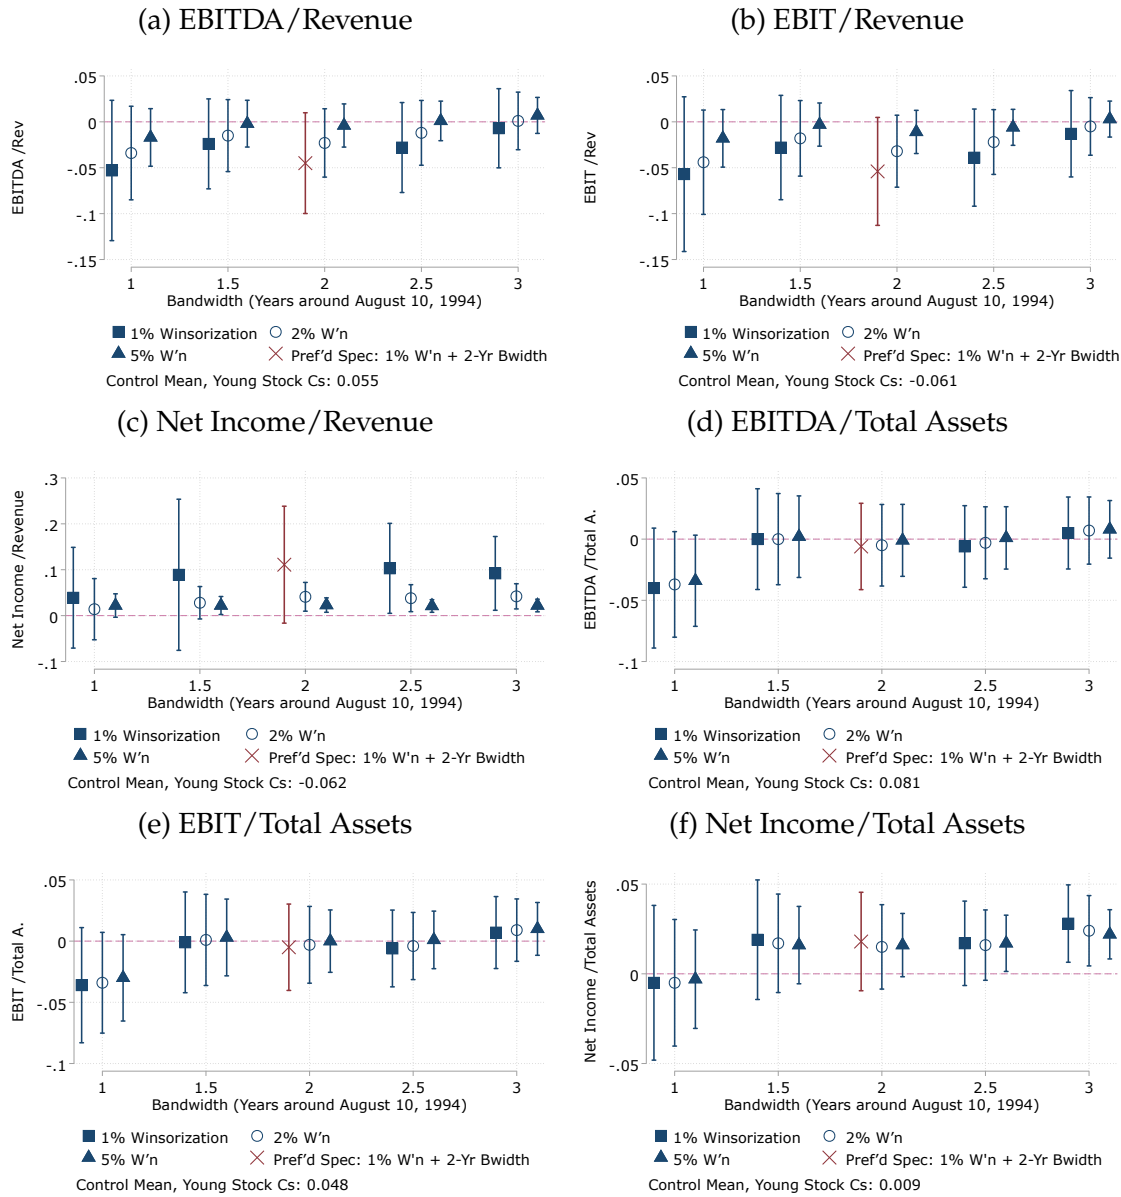 (a) EBITDA/Revenue
EBITDA/Rev
.05
0
-.05
-.1
-.15
1 1.5 2 2.5 3
Bandwidth (Years around August 10, 1994)
1% Winsorization 2% W'n
5% W'n Pref'd Spec: 1% W'n + 2-Yr Bwidth
Control Mean, Young Stock Cs: 0.055
(b) EBIT/Revenue
EBIT /Rev
.05
0
-.05
-.1
-.15
1 1.5 2 2.5 3
Bandwidth (Years around August 10, 1994)
1% Winsorization 2% W'n
5% W'n Pref'd Spec: 1% W'n + 2-Yr Bwidth
Control Mean, Young Stock Cs: -0.061
(c) Net Income/Revenue
Net Income /Revenue
.3
.2
.1
0
-.1
1 1.5 2 2.5 3
Bandwidth (Years around August 10, 1994)
1% Winsorization 2% W'n
5% W'n Pref'd Spec: 1% W'n + 2-Yr Bwidth
Control Mean, Young Stock Cs: -0.062
(d) EBITDA/Total Assets
EBITDA /Total A.
.05
0
-.05
-.1
1 1.5 2 2.5 3
Bandwidth (Years around August 10, 1994)
1% Winsorization 2% W'n
5% W'n Pref'd Spec: 1% W'n + 2-Yr Bwidth
Control Mean, Young Stock Cs: 0.081
(e) EBIT/Total Assets
EBIT /Total A.
.05
0
-.05
-.1
1 1.5 2 2.5 3
Bandwidth (Years around August 10, 1994)
1% Winsorization 2% W'n
5% W'n Pref'd Spec: 1% W'n + 2-Yr Bwidth
Control Mean, Young Stock Cs: 0.048
(f) Net Income/Total Assets
Net Income /Total Assets
.05
0
-.05
1 1.5 2 2.5 3
Bandwidth (Years around August 10, 1994)
1% Winsorization 2% W'n
5% W'n Pref'd Spec: 1% W'n + 2-Yr Bwidth
Control Mean, Young Stock Cs: 0.009